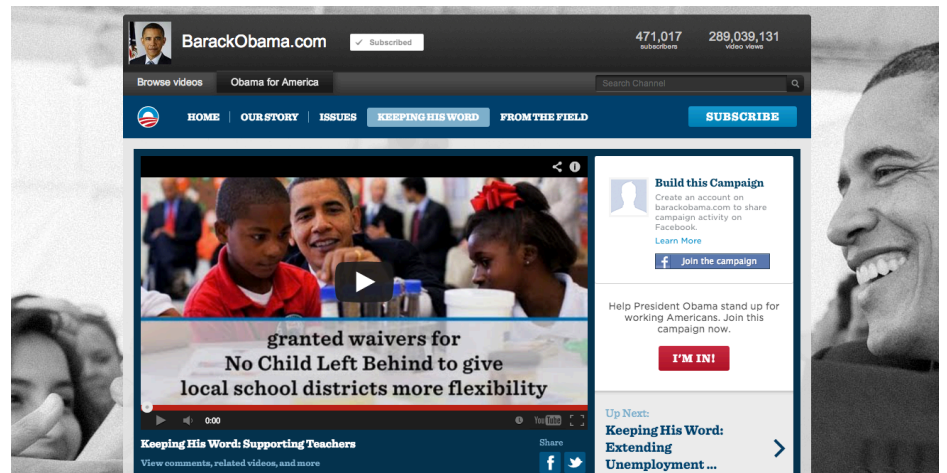 BarackObama.com
✓ Subscribed
471,017
subscribers
289,039,131
video views
Browse videos
Obama for America
Search Channel
HOME
OUR STORY
ISSUES
KEEPING HIS WORD
FROM THE FIELD
SUBSCRIBE
granted waivers for
No Child Left Behind to give
local school districts more flexibility
0:00
YouTube
Keeping His Word: Supporting Teachers
View comments, related videos, and more
Share
Build this Campaign
Create an account on
barackobama.com to share
campaign activity on
Facebook.
Learn More
Join the campaign
Help President Obama stand up for
working Americans. Join this
campaign now.
I'M IN!
Up Next:
Keeping His Word:
Extending
Unemployment ...